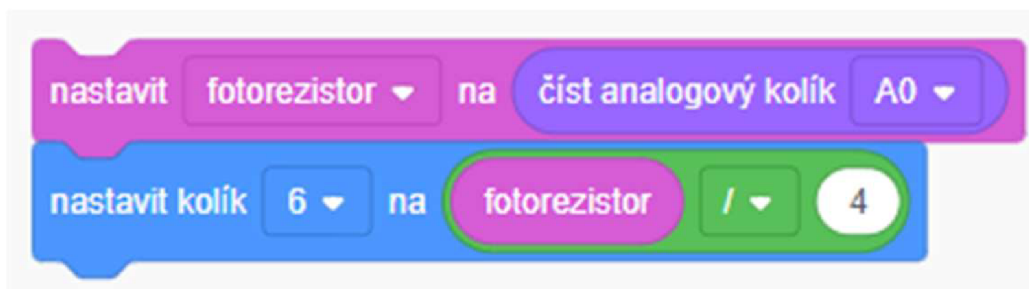 nastavit fotorezistor na číst analogový kolík A0
nastavit kolík 6 na fotorezistor / 4